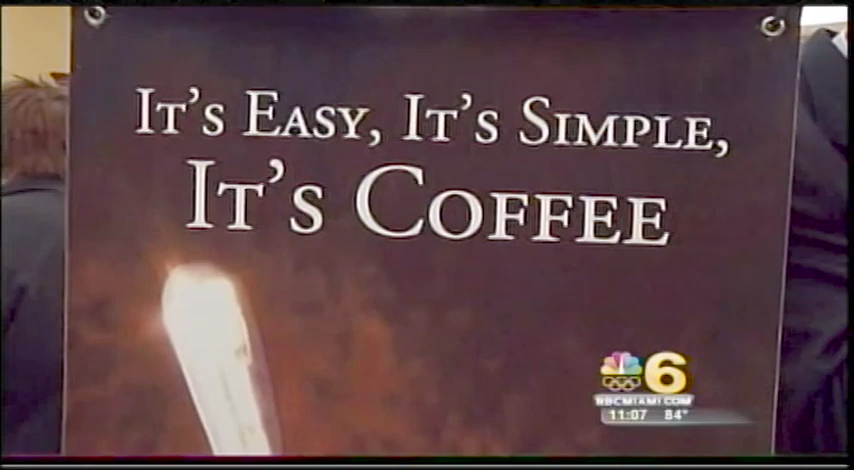 It's Easy, It's Simple,
It's Coffee
6
NBCMIAMI.COM
11:07 84°